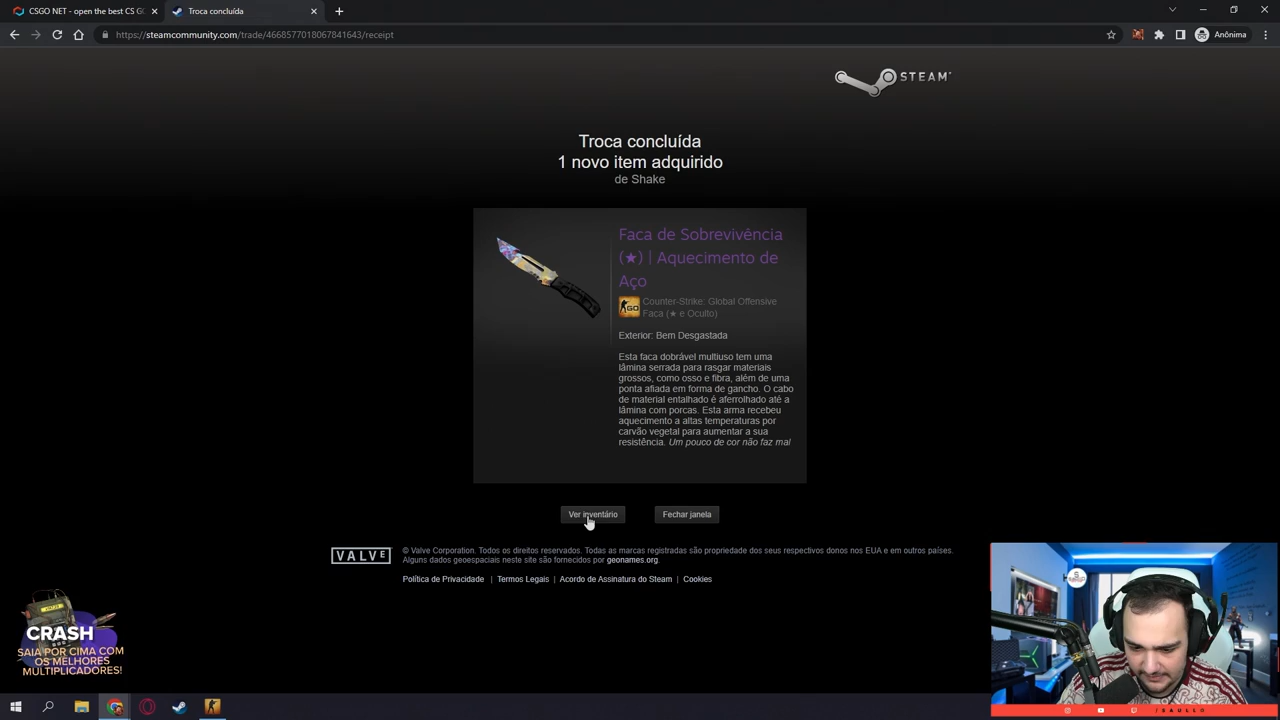 CSGO NET - open the best CS G
Troca concluída
https://steamcommunity.com/trade/4668577018067841643/receipt
Anônima
STEAM
Troca concluída
1 novo item adquirido
de Shake
Faca de Sobrevivência
(★) | Aquecimento de
Aço
Counter-Strike: Global Offensive
Faca (★ e Oculto)
Exterior: Bem Desgastada
Esta faca dobrável multiuso tem uma
lâmina serrada para rasgar materiais
grossos, como osso e fibra, além de uma
ponta afiada em forma de gancho. O cabo
de material entalhado é aferrolhado até a
lâmina com porcas. Esta arma recebeu
aquecimento a altas temperaturas por
carvão vegetal para aumentar a sua
resistência. Um pouco de cor não faz mal
Ver inventário
Fechar janela
VALVE
© Valve Corporation. Todos os direitos reservados. Todas as marcas registradas são propriedade dos seus respectivos donos nos EUA e em outros países.
Alguns dados geoespaciais neste site são fornecidos por geonames.org.
Política de Privacidade | Termos Legais | Acordo de Assinatura do Steam | Cookies
CRASH
SAIA POR CIMA COM
OS MELHORES
MULTIPLICADORES!